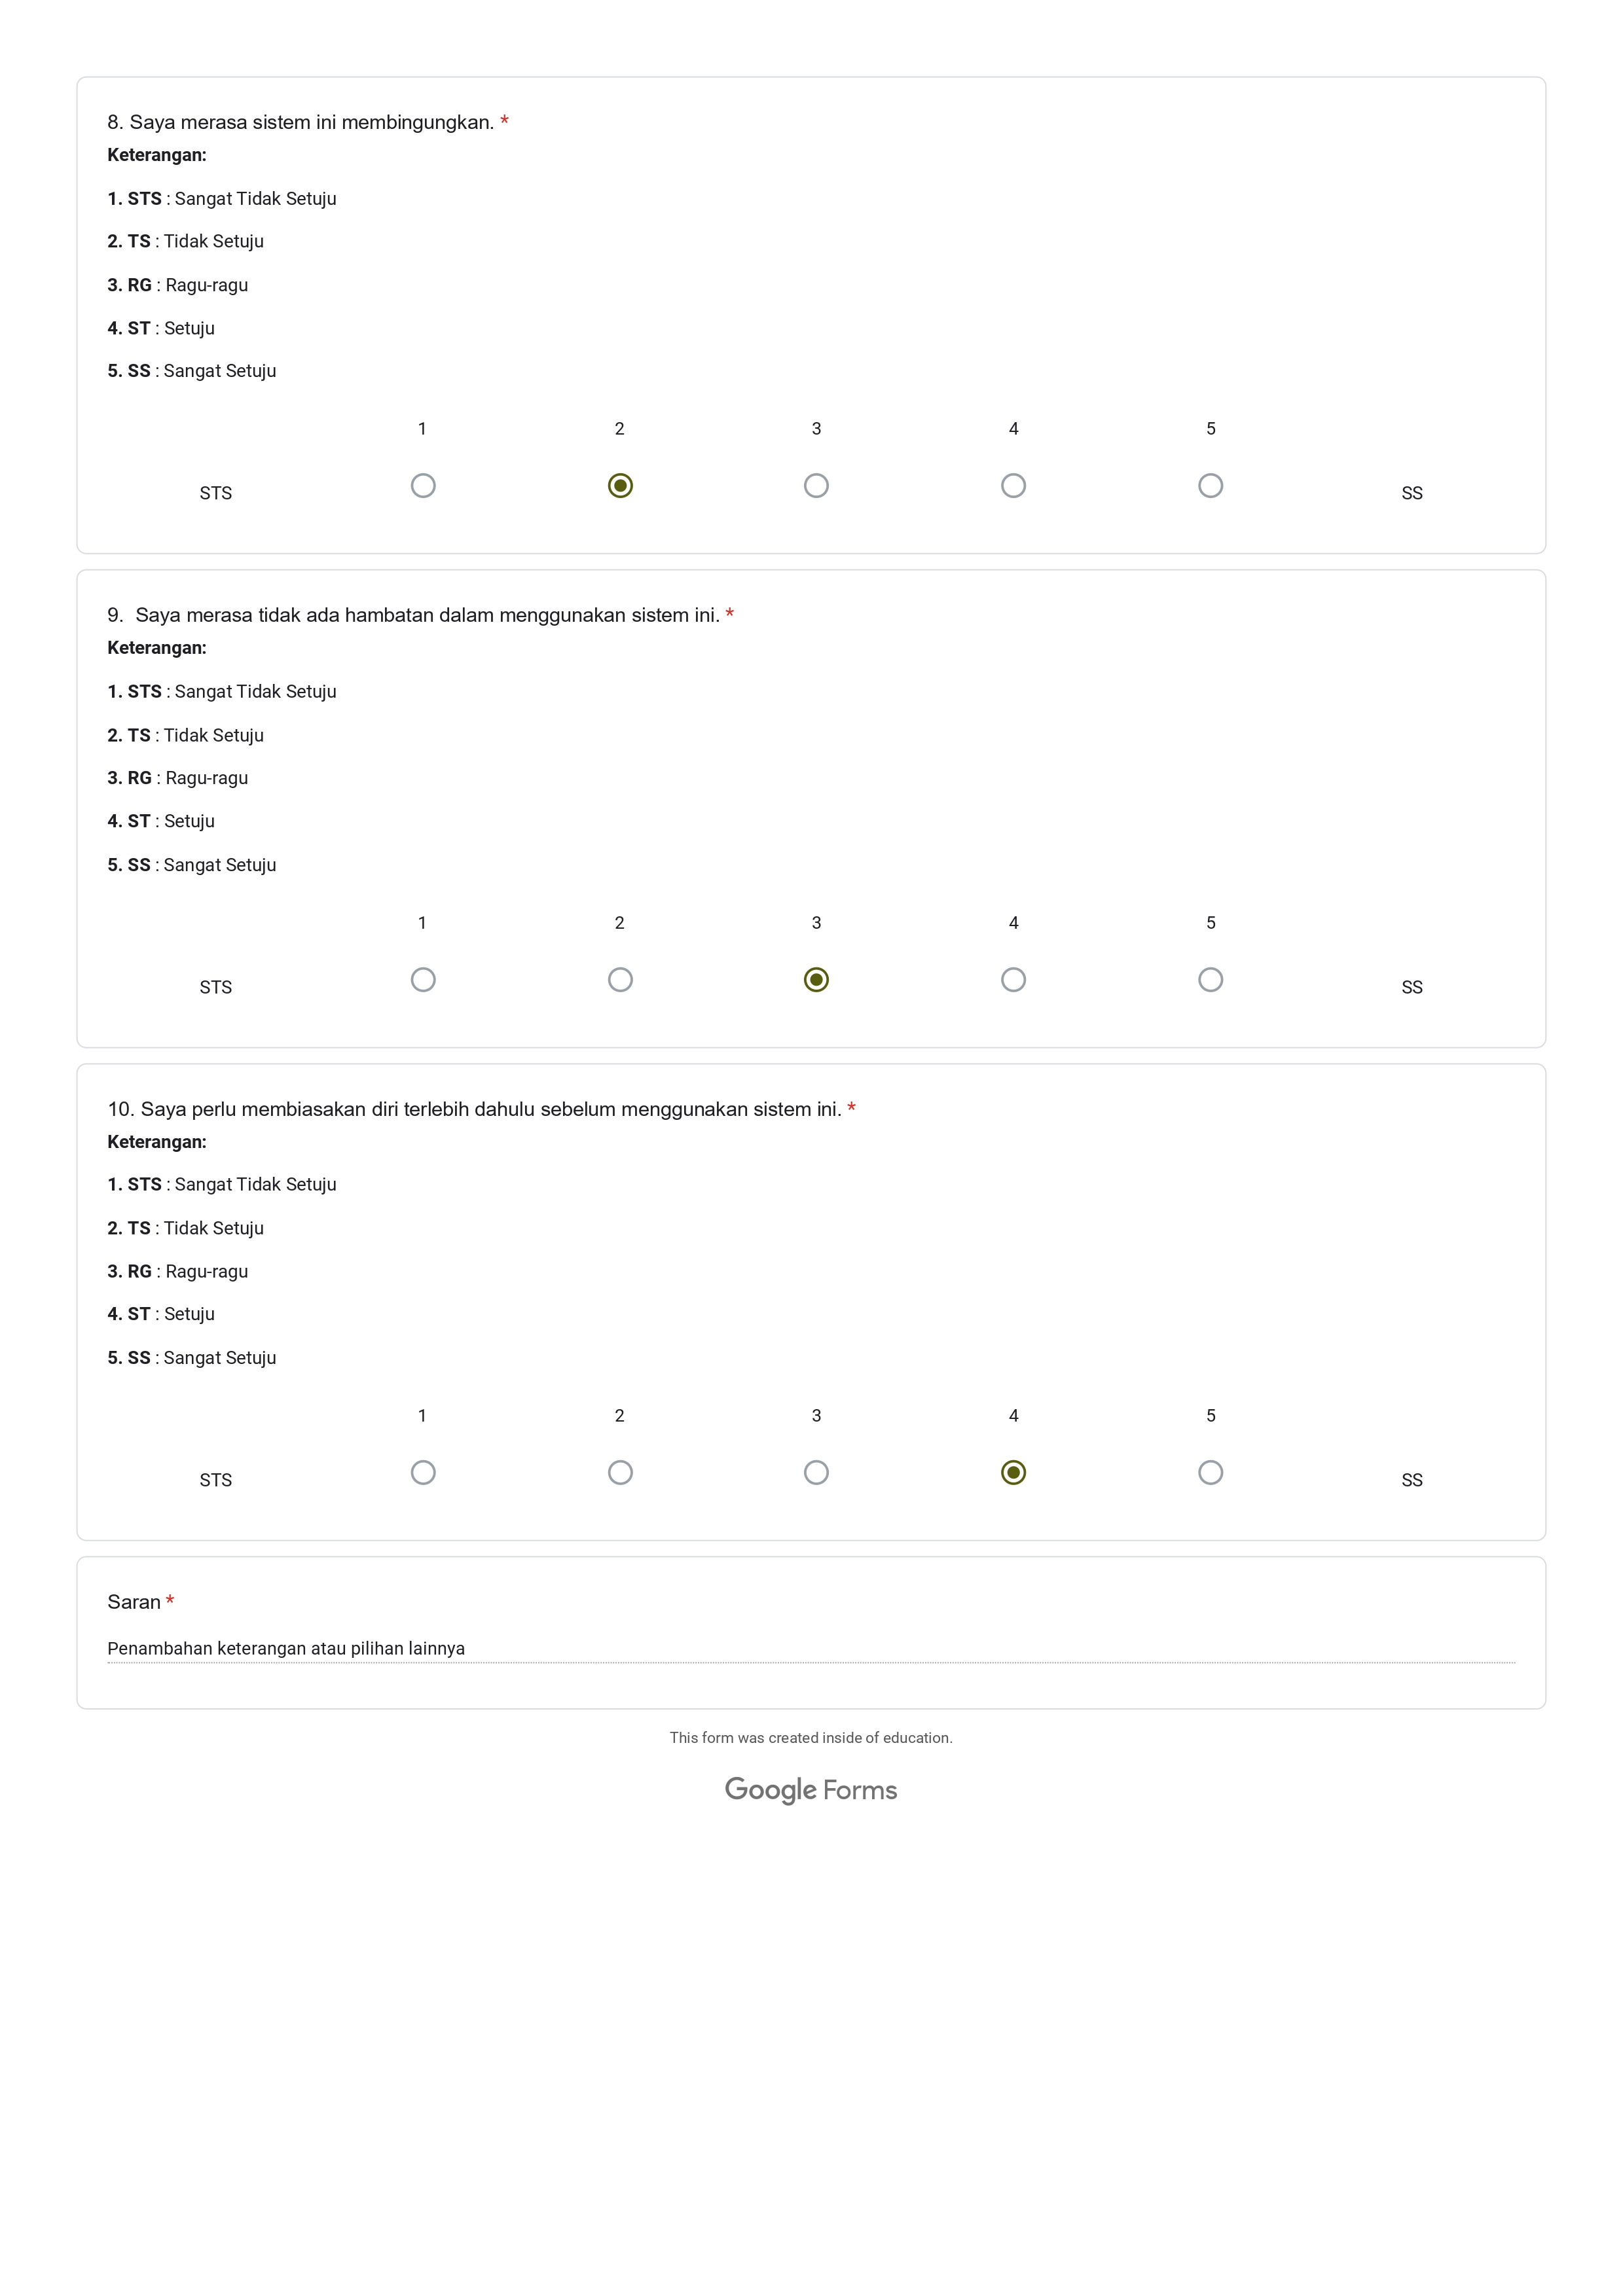 8. Saya merasa sistem ini membingungkan. *
Keterangan:
1. STS : Sangat Tidak Setuju
2. TS : Tidak Setuju
3. RG : Ragu-ragu
4. ST : Setuju
5. SS : Sangat Setuju
1 2 3 4 5
STS SS
9. Saya merasa tidak ada hambatan dalam menggunakan sistem ini. *
Keterangan:
1. STS : Sangat Tidak Setuju
2. TS : Tidak Setuju
3. RG : Ragu-ragu
4. ST : Setuju
5. SS : Sangat Setuju
1 2 3 4 5
STS SS
10. Saya perlu membiasakan diri terlebih dahulu sebelum menggunakan sistem ini. *
Keterangan:
1. STS : Sangat Tidak Setuju
2. TS : Tidak Setuju
3. RG : Ragu-ragu
4. ST : Setuju
5. SS : Sangat Setuju
1 2 3 4 5
STS SS
Saran *
Penambahan keterangan atau pilihan lainnya
This form was created inside of education.
Google Forms